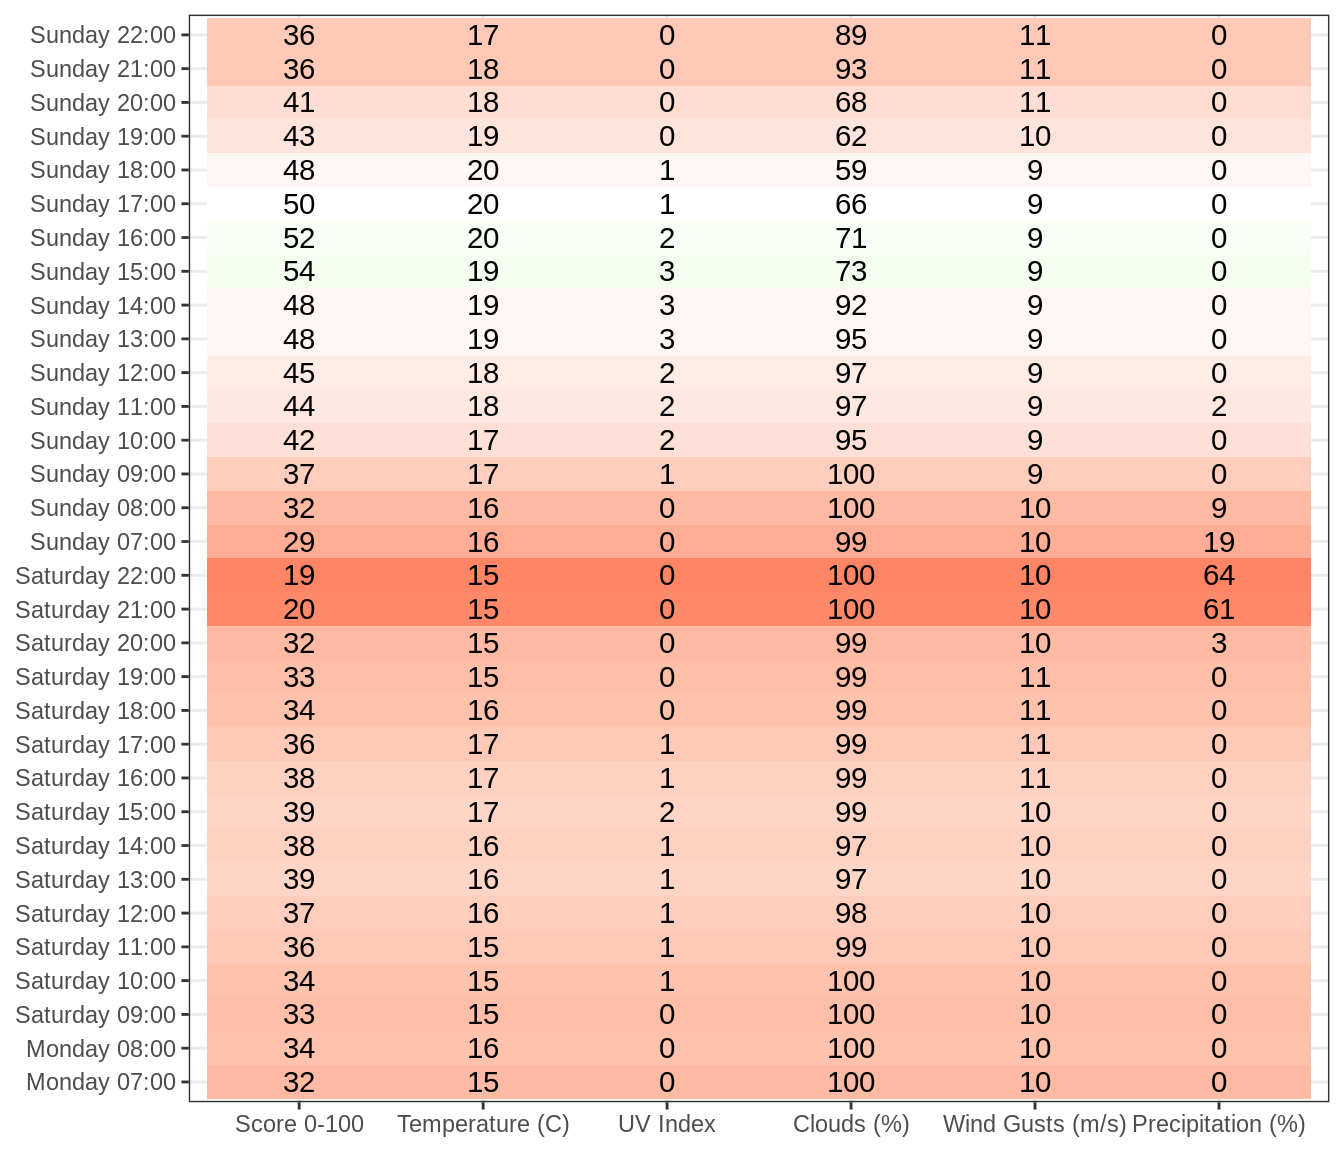 Sunday 22:00 36 17 0 89 11 0
Sunday 21:00 36 18 0 93 11 0
Sunday 20:00 41 18 0 68 11 0
Sunday 19:00 43 19 0 62 10 0
Sunday 18:00 48 20 1 59 9 0
Sunday 17:00 50 20 1 66 9 0
Sunday 16:00 52 20 2 71 9 0
Sunday 15:00 54 19 3 73 9 0
Sunday 14:00 48 19 3 92 9 0
Sunday 13:00 48 19 3 95 9 0
Sunday 12:00 45 18 2 97 9 0
Sunday 11:00 44 18 2 97 9 2
Sunday 10:00 42 17 2 95 9 0
Sunday 09:00 37 17 1 100 9 0
Sunday 08:00 32 16 0 100 10 9
Sunday 07:00 29 16 0 99 10 19
Saturday 22:00 19 15 0 100 10 64
Saturday 21:00 20 15 0 100 10 61
Saturday 20:00 32 15 0 99 10 3
Saturday 19:00 33 15 0 99 11 0
Saturday 18:00 34 16 0 99 11 0
Saturday 17:00 36 17 1 99 11 0
Saturday 16:00 38 17 1 99 11 0
Saturday 15:00 39 17 2 99 10 0
Saturday 14:00 38 16 1 97 10 0
Saturday 13:00 39 16 1 97 10 0
Saturday 12:00 37 16 1 98 10 0
Saturday 11:00 36 15 1 99 10 0
Saturday 10:00 34 15 1 100 10 0
Saturday 09:00 33 15 0 100 10 0
Monday 08:00 34 16 0 100 10 0
Monday 07:00 32 15 0 100 10 0
Score 0-100 Temperature (C) UV Index Clouds (%) Wind Gusts (m/s) Precipitation (%)